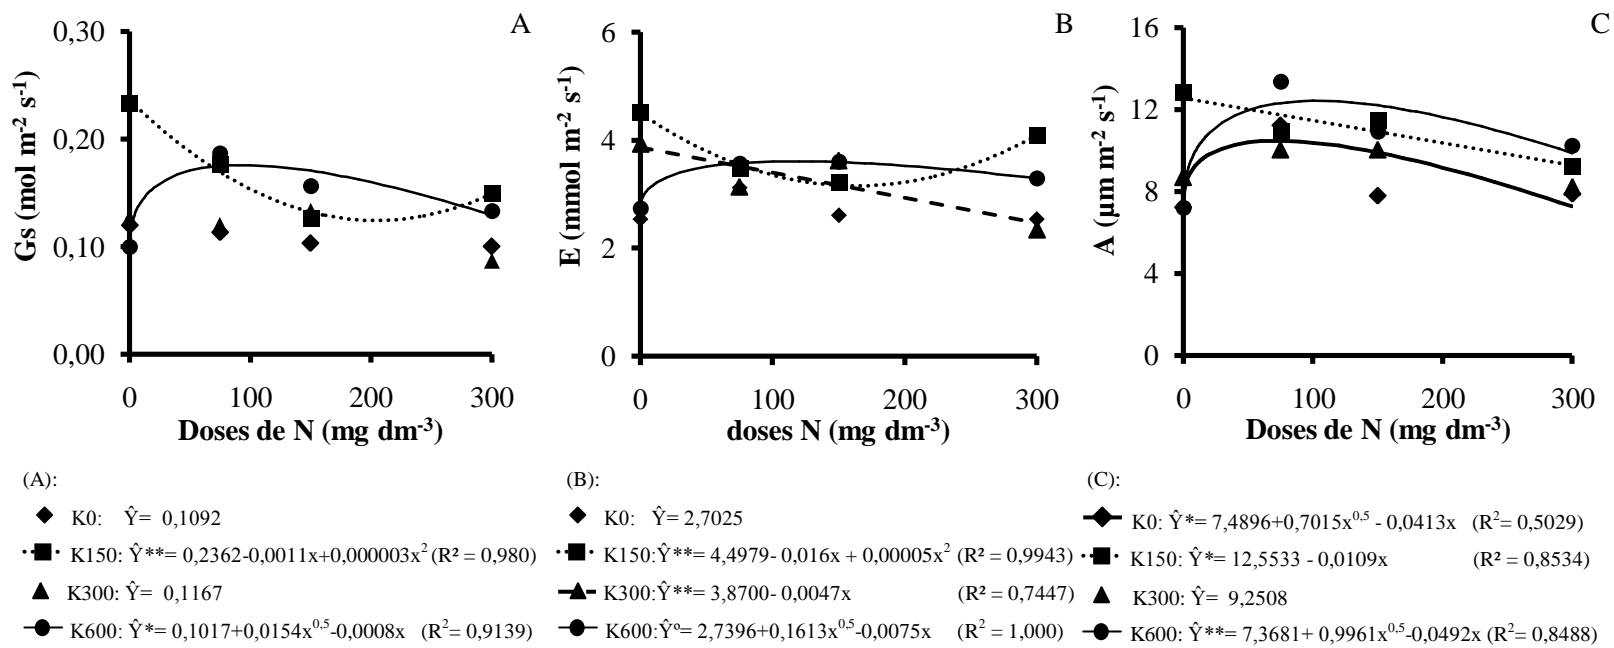 A
0,30
0,20
0,10
0,00
Gs (mol m-2 s-1)
0 100 200 300
Doses de N (mg dm-3)
B
6
4
2
0
E (mmol m-2 s-1)
0 100 200 300
doses N (mg dm-3)
C
16
12
8
4
0
A (µm m-2 s-1)
0 100 200 300
Doses de N (mg dm-3)
(A):
K0: Ŷ= 0,1092
K150: Ŷ**= 0,2362-0,0011x+0,000003x2 (R² = 0,980)
K300: Ŷ= 0,1167
K600: Ŷ*= 0,1017+0,0154x0,5-0,0008x (R2= 0,9139)
(B):
K0: Ŷ= 2,7025
K150:Ŷ**= 4,4979- 0,016x + 0,00005x2 (R² = 0,9943)
K300:Ŷ**= 3,8700- 0,0047x (R² = 0,7447)
K600:Ŷº= 2,7396+0,1613x0,5-0,0075x (R2 = 1,000)
(C):
K0: Ŷ*= 7,4896+0,7015x0,5 - 0,0413x (R2= 0,5029)
K150: Ŷ*= 12,5533 - 0,0109x (R² = 0,8534)
K300: Ŷ= 9,2508
K600: Ŷ**= 7,3681+ 0,9961x0,5-0,0492x (R2= 0,8488)